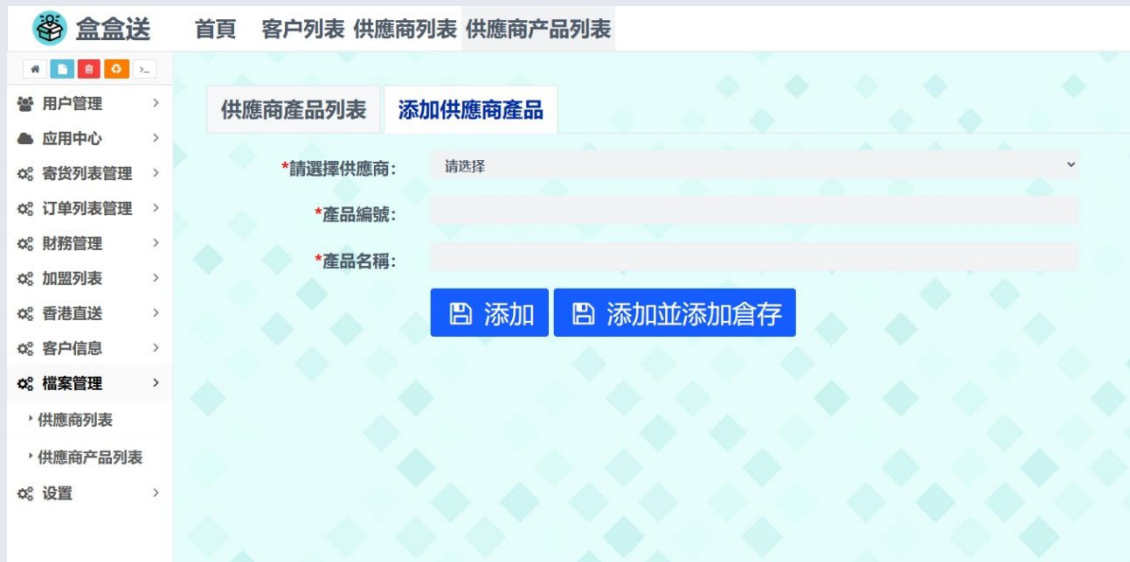 盒盒送
首頁 客户列表 供應商列表 供應商产品列表
用户管理
应用中心
寄货列表管理
订单列表管理
财務管理
加盟列表
香港直送
客户信息
檔案管理
供應商列表
供應商产品列表
设置
供應商產品列表 添加供應商產品
*請選擇供應商： 请选择
*產品編號：
*產品名稱：
添加 添加並添加倉存